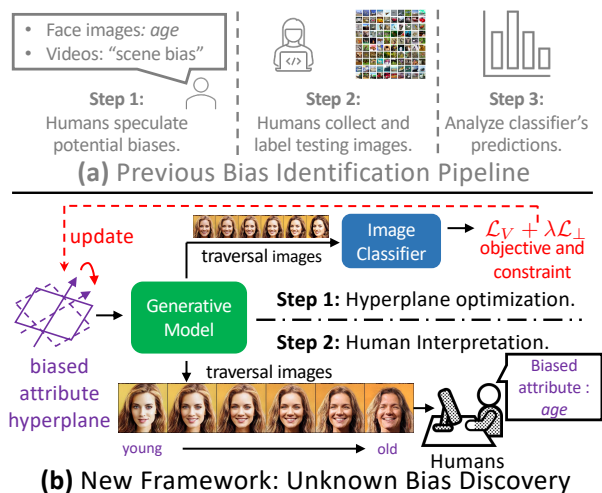 • Face images: age
• Videos: “scene bias”
Step 1:
Humans speculate
potential biases.
</>
Step 2:
Humans collect and
label testing images.
Step 3:
Analyze classifier’s
predictions.
(a) Previous Bias Identification Pipeline
update
traversal images
Image
Classifier
ℒV + λℒ⊥
objective and
constraint
Generative
Model
Step 1: Hyperplane optimization.
Step 2: Human Interpretation.
biased
attribute
hyperplane
traversal images
Biased
attribute :
age
young
old
Humans
(b) New Framework: Unknown Bias Discovery